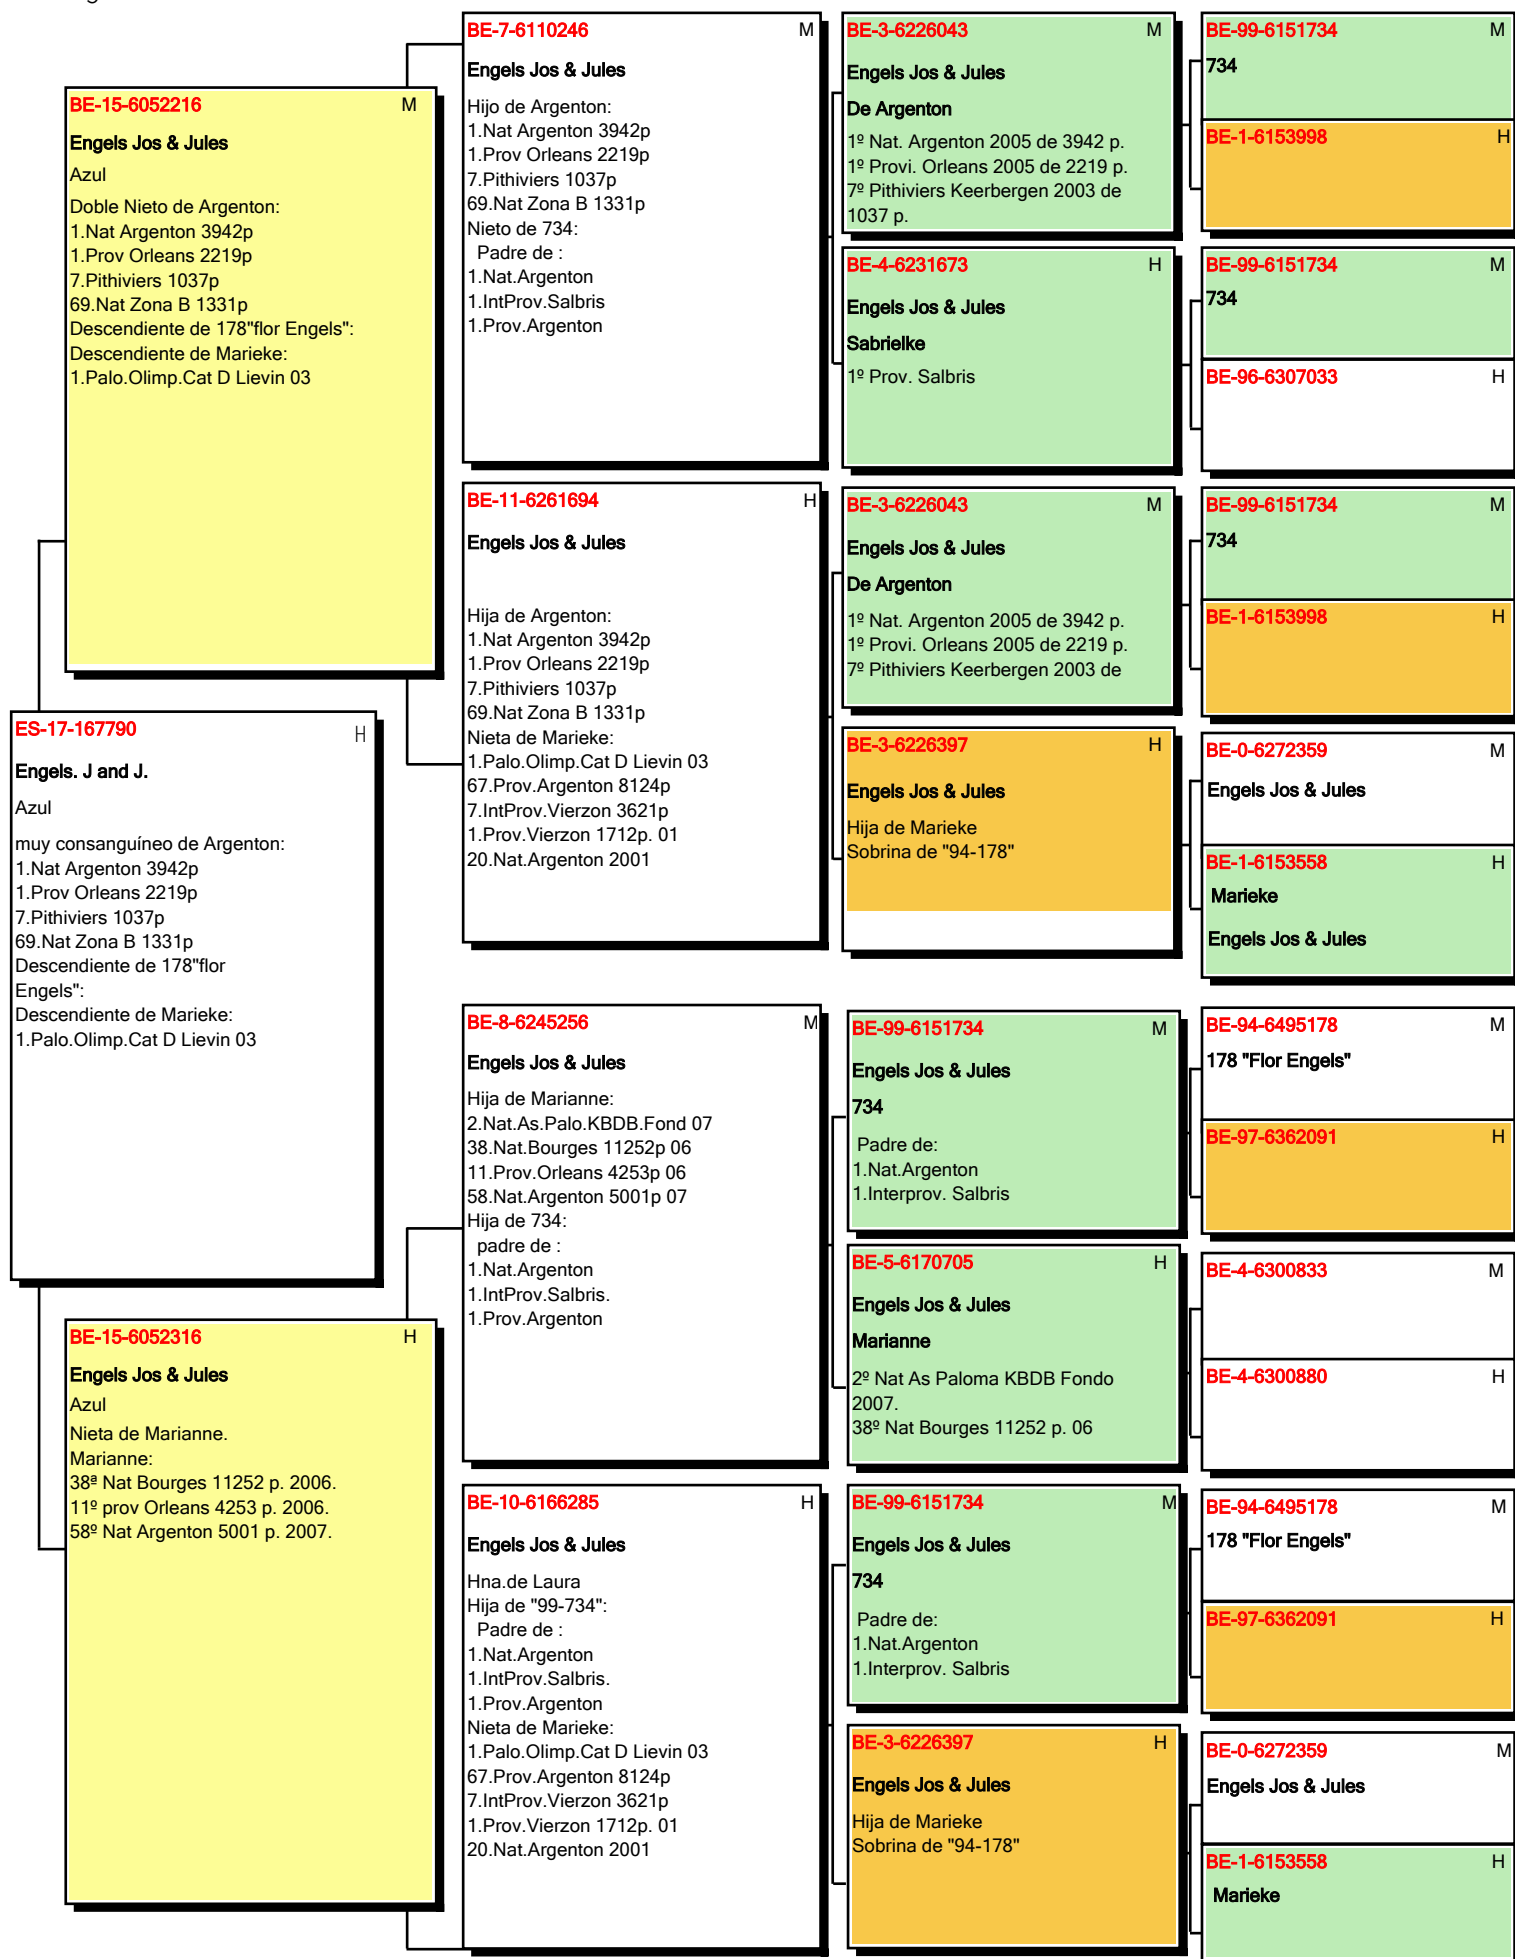 BE-15-6052216 M
Engels Jos & Jules
Azul
Doble Nieto de Argenton:
1.Nat Argenton 3942p
1.Prov Orleans 2219p
7.Pithiviers 1037p
69.Nat Zona B 1331p
Descendiente de 178"flor Engels":
Descendiente de Marieke:
1.Palo.Olimp.Cat D Lievin 03
ES-17-167790 H
Engels. J and J.
Azul
muy consanguíneo de Argenton:
1.Nat Argenton 3942p
1.Prov Orleans 2219p
7.Pithiviers 1037p
69.Nat Zona B 1331p
Descendiente de 178"flor
Engels":
Descendiente de Marieke:
1.Palo.Olimp.Cat D Lievin 03
BE-15-6052316 H
Engels Jos & Jules
Azul
Nieta de Marianne.
Marianne:
38ª Nat Bourges 11252 p. 2006.
11º prov Orleans 4253 p. 2006.
58º Nat Argenton 5001 p. 2007.
BE-7-6110246 M
Engels Jos & Jules
Hijo de Argenton:
1.Nat Argenton 3942p
1.Prov Orleans 2219p
7.Pithiviers 1037p
69.Nat Zona B 1331p
Nieto de 734:
Padre de :
1.Nat.Argenton
1.IntProv.Salbris
1.Prov.Argenton
BE-11-6261694 H
Engels Jos & Jules
Hija de Argenton:
1.Nat Argenton 3942p
1.Prov Orleans 2219p
7.Pithiviers 1037p
69.Nat Zona B 1331p
Nieta de Marieke:
1.Palo.Olimp.Cat D Lievin 03
67.Prov.Argenton 8124p
7.IntProv.Vierzon 3621p
1.Prov.Vierzon 1712p. 01
20.Nat.Argenton 2001
BE-8-6245256 M
Engels Jos & Jules
Hija de Marianne:
2.Nat.As.Palo.KBDB.Fond 07
38.Nat.Bourges 11252p 06
11.Prov.Orleans 4253p 06
58.Nat.Argenton 5001p 07
Hija de 734:
padre de :
1.Nat.Argenton
1.IntProv.Salbris.
1.Prov.Argenton
BE-10-6166285 H
Engels Jos & Jules
Hna.de Laura
Hija de "99-734":
Padre de :
1.Nat.Argenton
1.IntProv.Salbris.
1.Prov.Argenton
Nieta de Marieke:
1.Palo.Olimp.Cat D Lievin 03
67.Prov.Argenton 8124p
7.IntProv.Vierzon 3621p
1.Prov.Vierzon 1712p. 01
20.Nat.Argenton 2001
BE-3-6226043 M
Engels Jos & Jules
De Argenton
1º Nat. Argenton 2005 de 3942 p.
1º Provi. Orleans 2005 de 2219 p.
7º Pithiviers Keerbergen 2003 de
1037 p.
BE-4-6231673 H
Engels Jos & Jules
Sabrielke
1º Prov. Salbris
BE-3-6226043 M
Engels Jos & Jules
De Argenton
1º Nat. Argenton 2005 de 3942 p.
1º Provi. Orleans 2005 de 2219 p.
7º Pithiviers Keerbergen 2003 de
BE-3-6226397 H
Engels Jos & Jules
Hija de Marieke
Sobrina de "94-178"
BE-99-6151734 M
Engels Jos & Jules
734
Padre de:
1.Nat.Argenton
1.Interprov. Salbris
BE-5-6170705 H
Engels Jos & Jules
Marianne
2º Nat As Paloma KBDB Fondo
2007.
38º Nat Bourges 11252 p. 06
BE-99-6151734 M
Engels Jos & Jules
734
Padre de:
1.Nat.Argenton
1.Interprov. Salbris
BE-3-6226397 H
Engels Jos & Jules
Hija de Marieke
Sobrina de "94-178"
BE-99-6151734 M
734
BE-1-6153998 H
BE-99-6151734 M
734
BE-96-6307033 H
BE-99-6151734 M
734
BE-1-6153998 H
BE-0-6272359 M
Engels Jos & Jules
BE-1-6153558 H
Marieke
Engels Jos & Jules
BE-94-6495178 M
178 "Flor Engels"
BE-97-6362091 H
BE-4-6300833 M
BE-4-6300880 H
BE-94-6495178 M
178 "Flor Engels"
BE-97-6362091 H
BE-0-6272359 M
Engels Jos & Jules
BE-1-6153558 H
Marieke